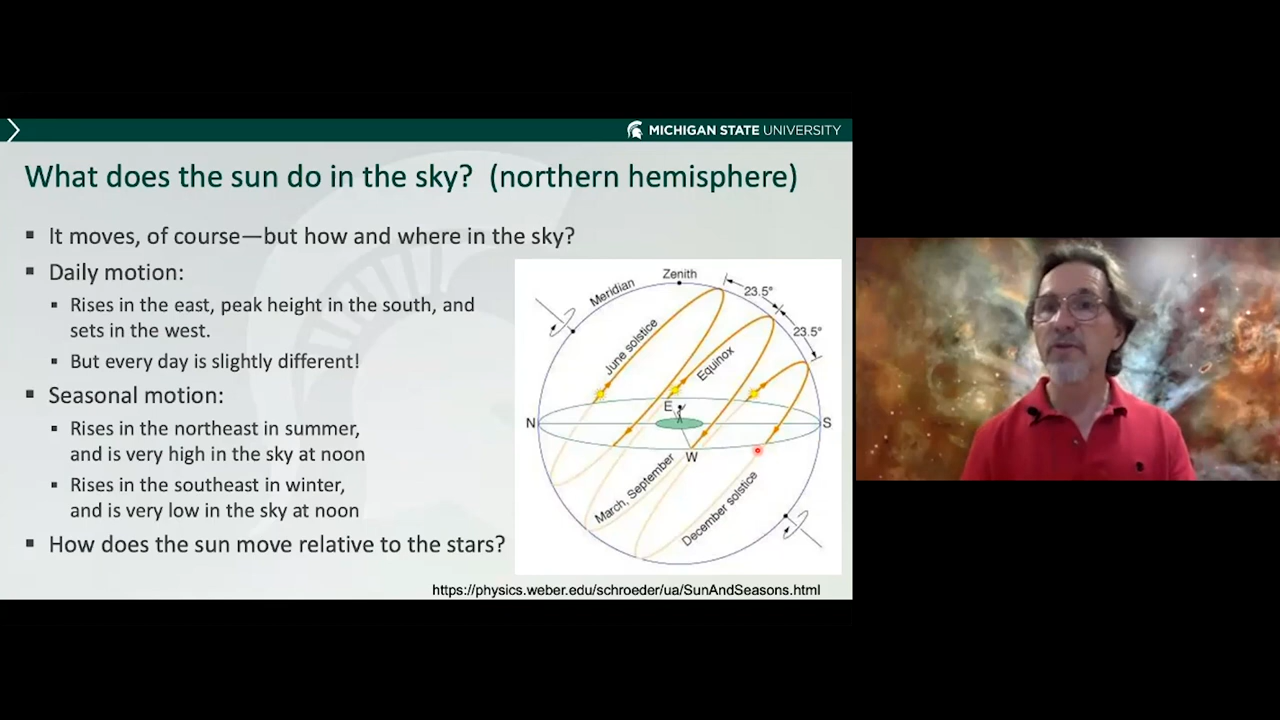 MICHIGAN STATE UNIVERSITY
What does the sun do in the sky? (northern hemisphere)
▪ It moves, of course—but how and where in the sky?
▪ Daily motion:
▪ Rises in the east, peak height in the south, and
sets in the west.
▪ But every day is slightly different!
▪ Seasonal motion:
▪ Rises in the northeast in summer,
and is very high in the sky at noon
▪ Rises in the southeast in winter,
and is very low in the sky at noon
▪ How does the sun move relative to the stars?
Zenith
Meridian
23.5°
23.5°
June solstice
Equinox
N
E
S
W
March, September
December solstice
https://physics.weber.edu/schroeder/ua/SunAndSeasons.html